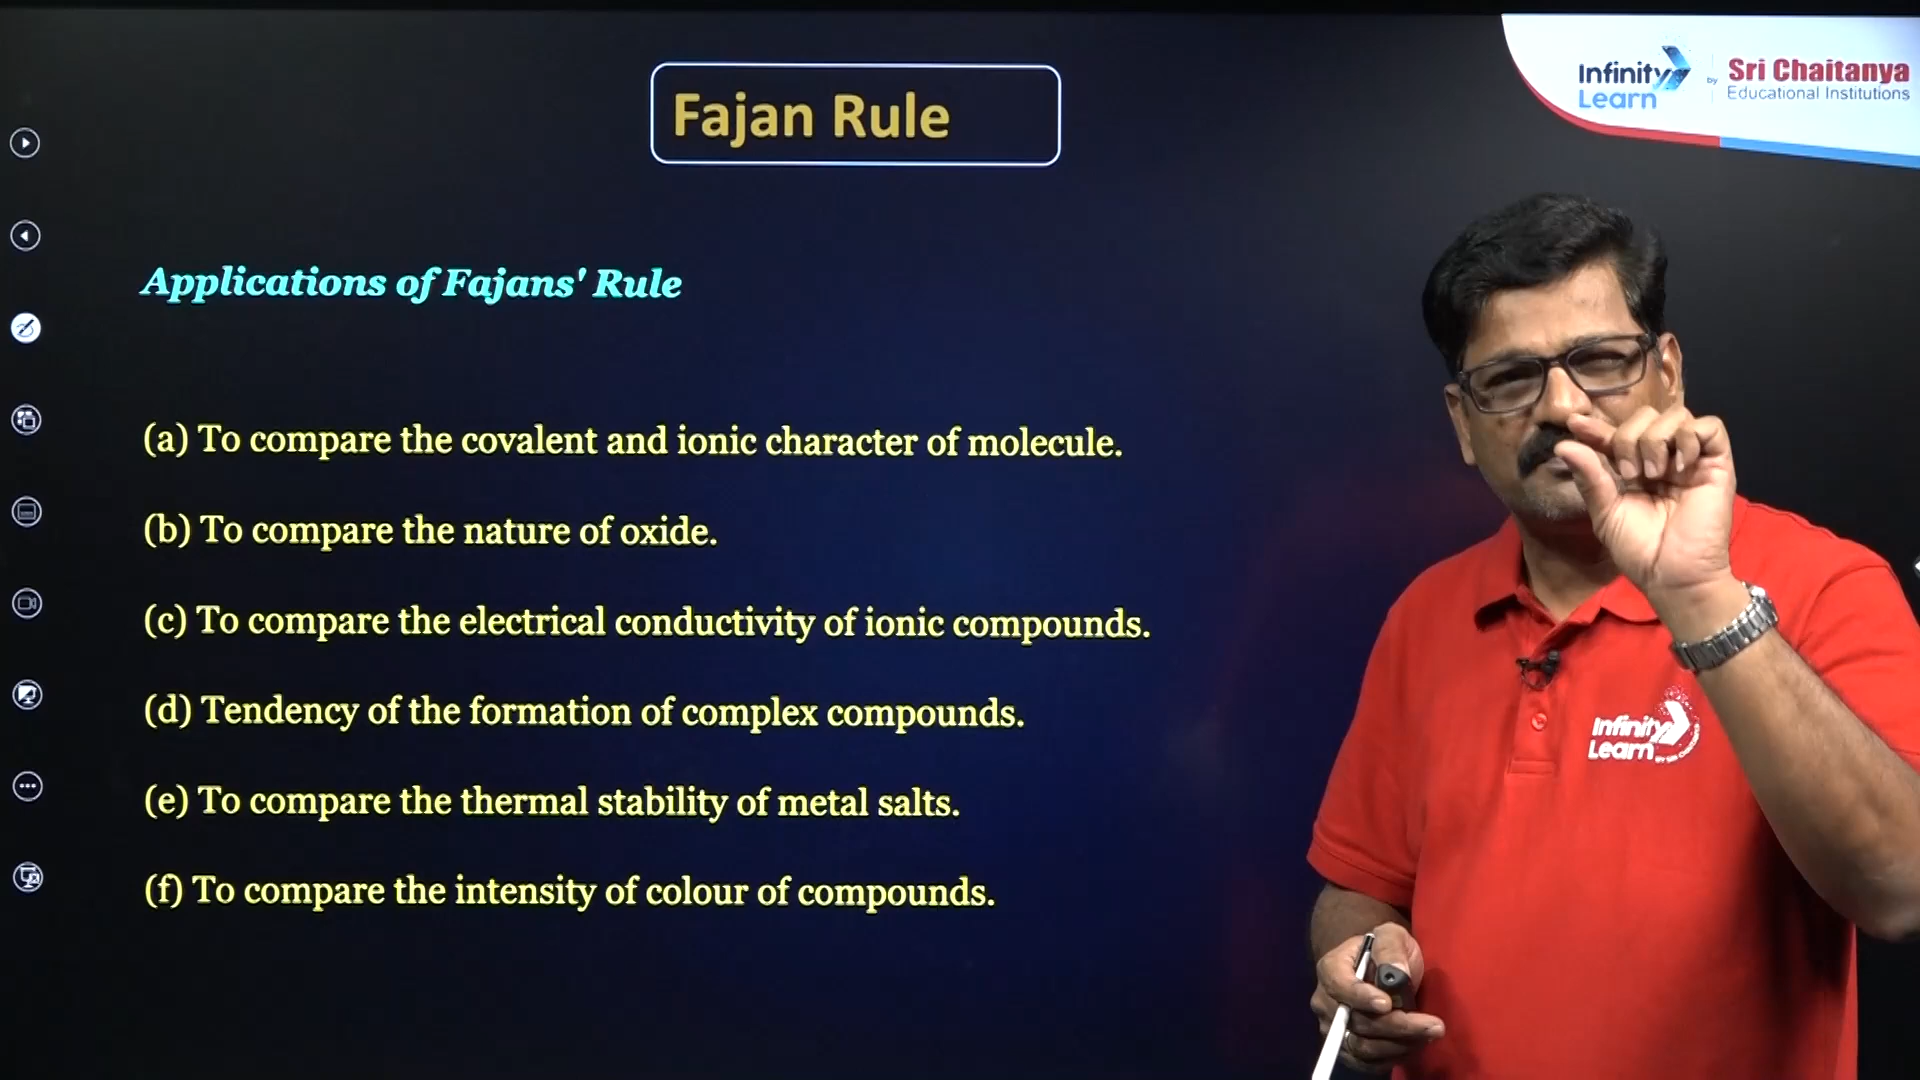 Fajan Rule
Infinity Learn
by
Sri Chaitanya
Educational Institutions
Applications of Fajans' Rule
(a) To compare the covalent and ionic character of molecule.
(b) To compare the nature of oxide.
(c) To compare the electrical conductivity of ionic compounds.
(d) Tendency of the formation of complex compounds.
(e) To compare the thermal stability of metal salts.
(f) To compare the intensity of colour of compounds.
Infinity
Learn